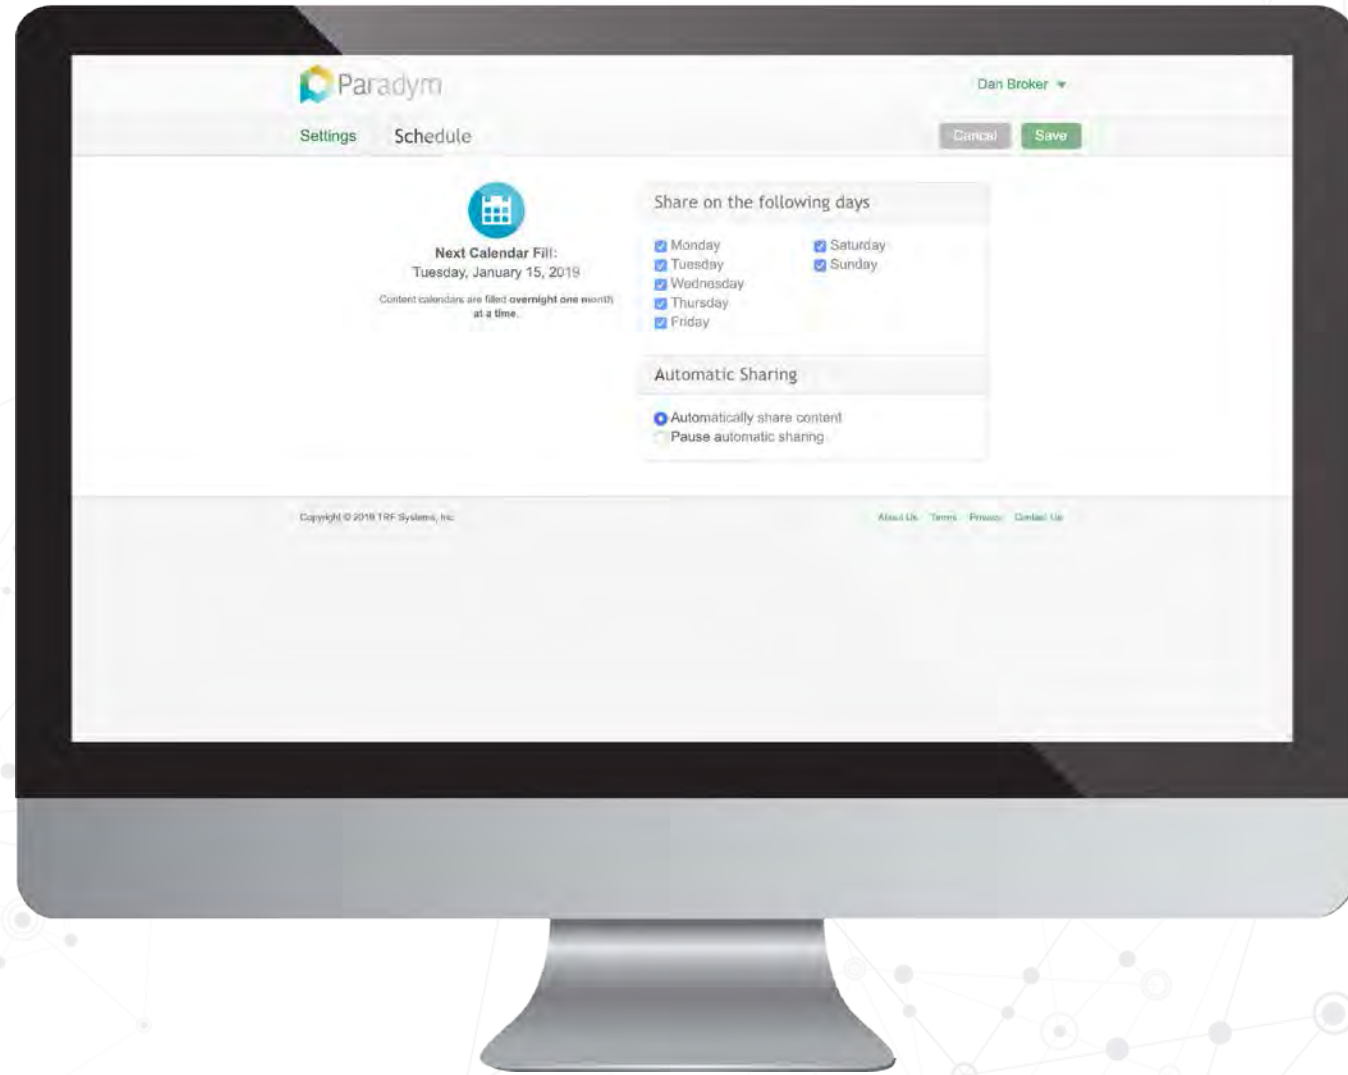 Paradym
Dan Broker
Settings
Schedule
Cancel
Save
Next Calendar Fill:
Tuesday, January 15, 2019
Content calendars are filled overnight one month
at a time.
Share on the following days
Monday
Tuesday
Wednesday
Thursday
Friday
Saturday
Sunday
Automatic Sharing
Automatically share content
Pause automatic sharing
Copyright © 2019 TRF Systems, Inc.
About Us
Terms
Privacy
Contact Us